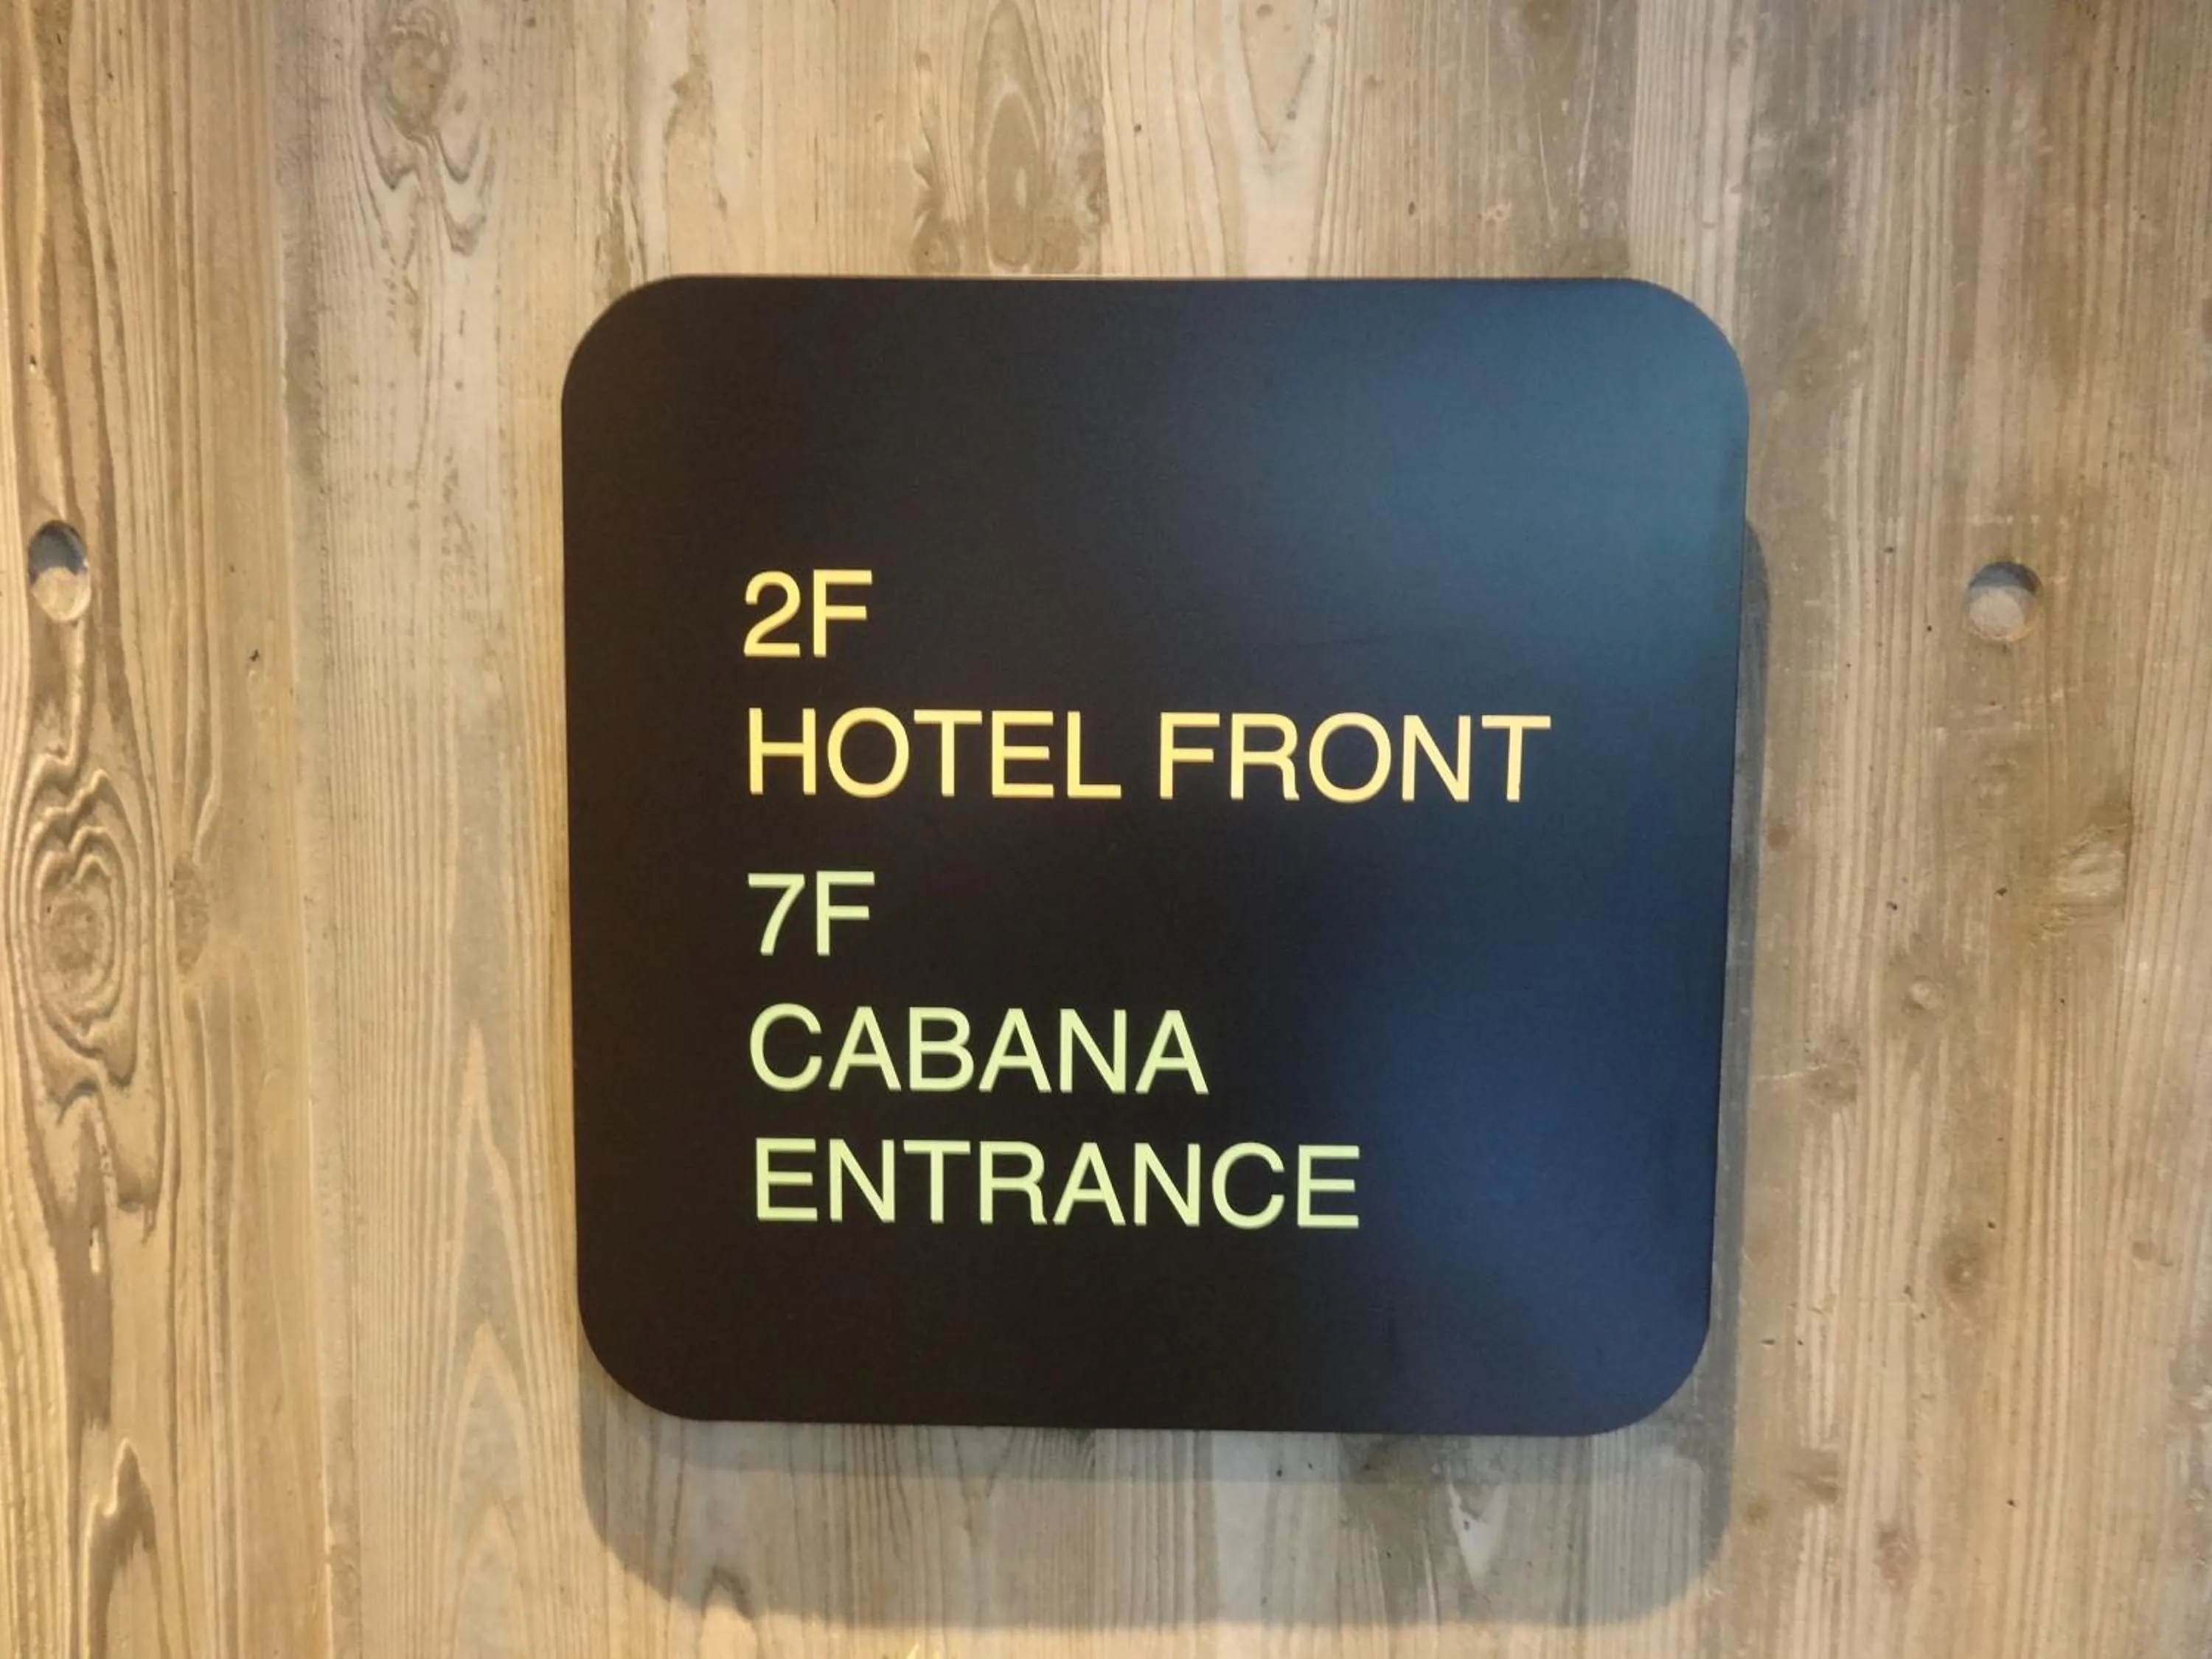 2F
HOTEL FRONT
7F
CABANA
ENTRANCE